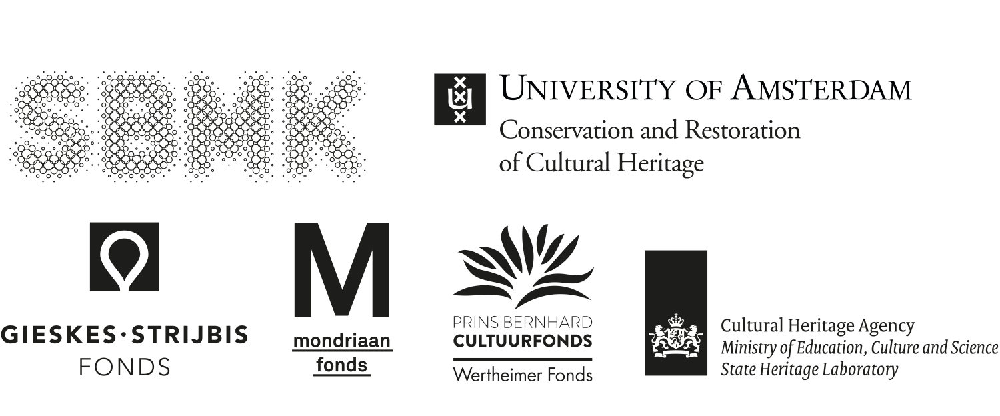 SBMK
u
UNIVERSITY OF AMSTERDAM
Conservation and Restoration
of Cultural Heritage
GIESKES·STRIJBIS
FONDS
M
mondriaan
fonds
PRINS BERNHARD
CULTUURFONDS
Wertheimer Fonds
Cultural Heritage Agency
Ministry of Education, Culture and Science
State Heritage Laboratory